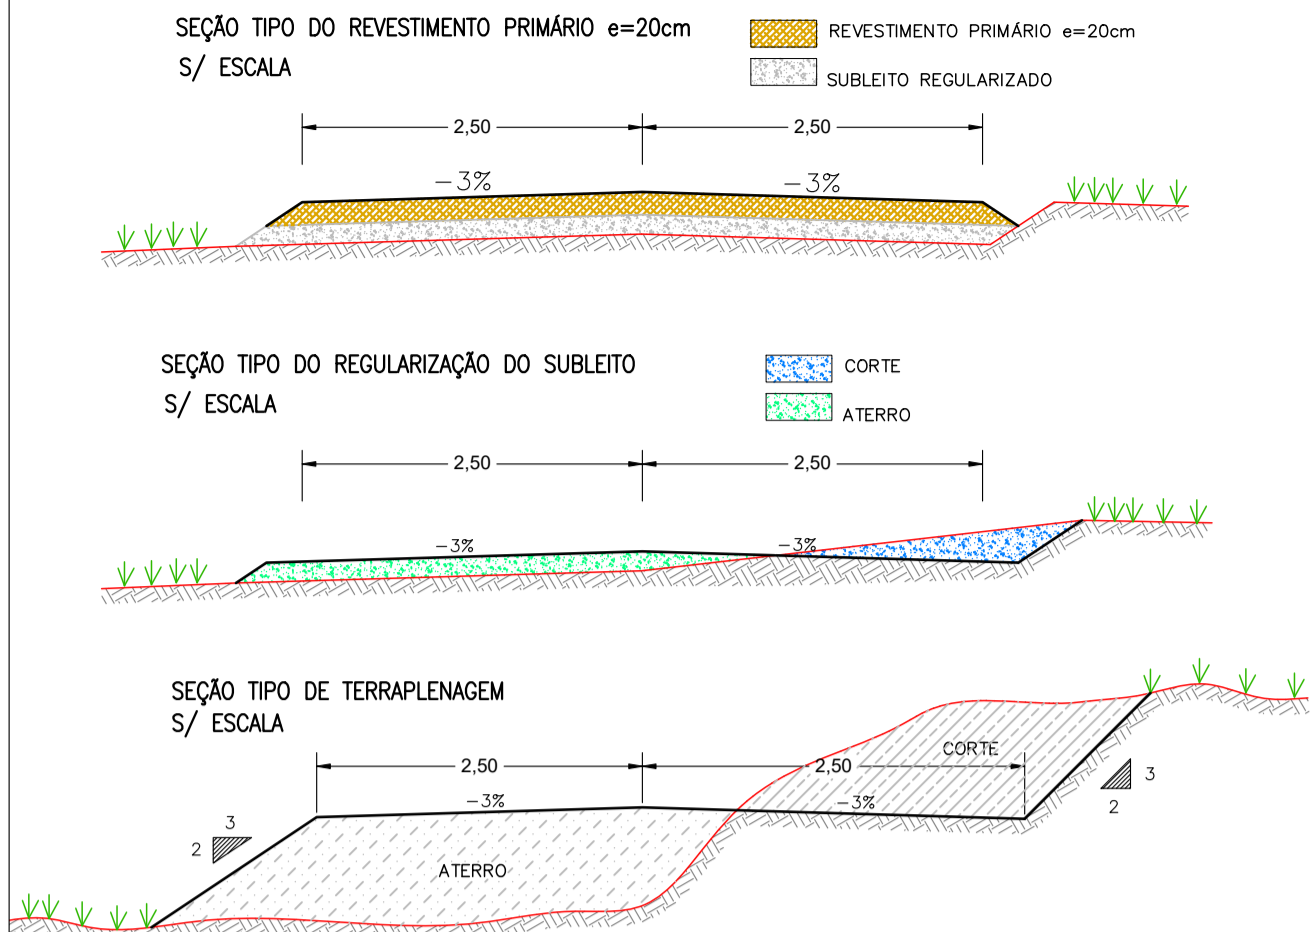 SEÇÃO TIPO DO REVESTIMENTO PRIMÁRIO e=20cm
S/ ESCALA
REVESTIMENTO PRIMÁRIO e=20cm
SUBLEITO REGULARIZADO
2,50
2,50
-3%
-3%
SEÇÃO TIPO DO REGULARIZAÇÃO DO SUBLEITO
S/ ESCALA
CORTE
ATERRO
2,50
2,50
-3%
-3%
SEÇÃO TIPO DE TERRAPLENAGEM
S/ ESCALA
CORTE
2,50
2,50
-3%
-3%
3
2
3
2
ATERRO